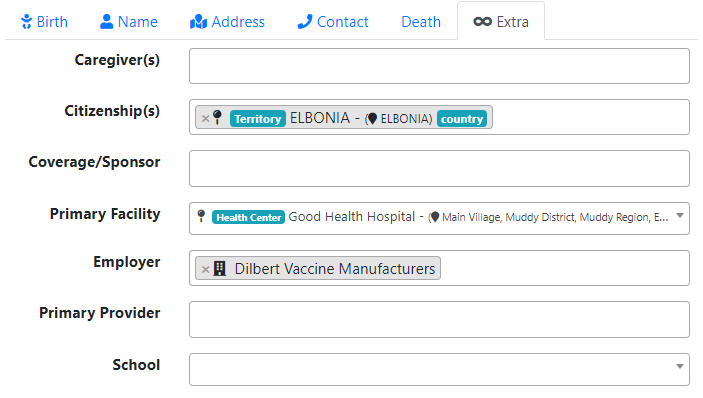 Birth Name Address Contact Death Extra
Caregiver(s)
Citizenship(s) × Territory ELBONIA - ( ELBONIA) country
Coverage/Sponsor
Primary Facility Health Center Good Health Hospital - ( Main Village, Muddy District, Muddy Region, E...
Employer × Dilbert Vaccine Manufacturers
Primary Provider
School